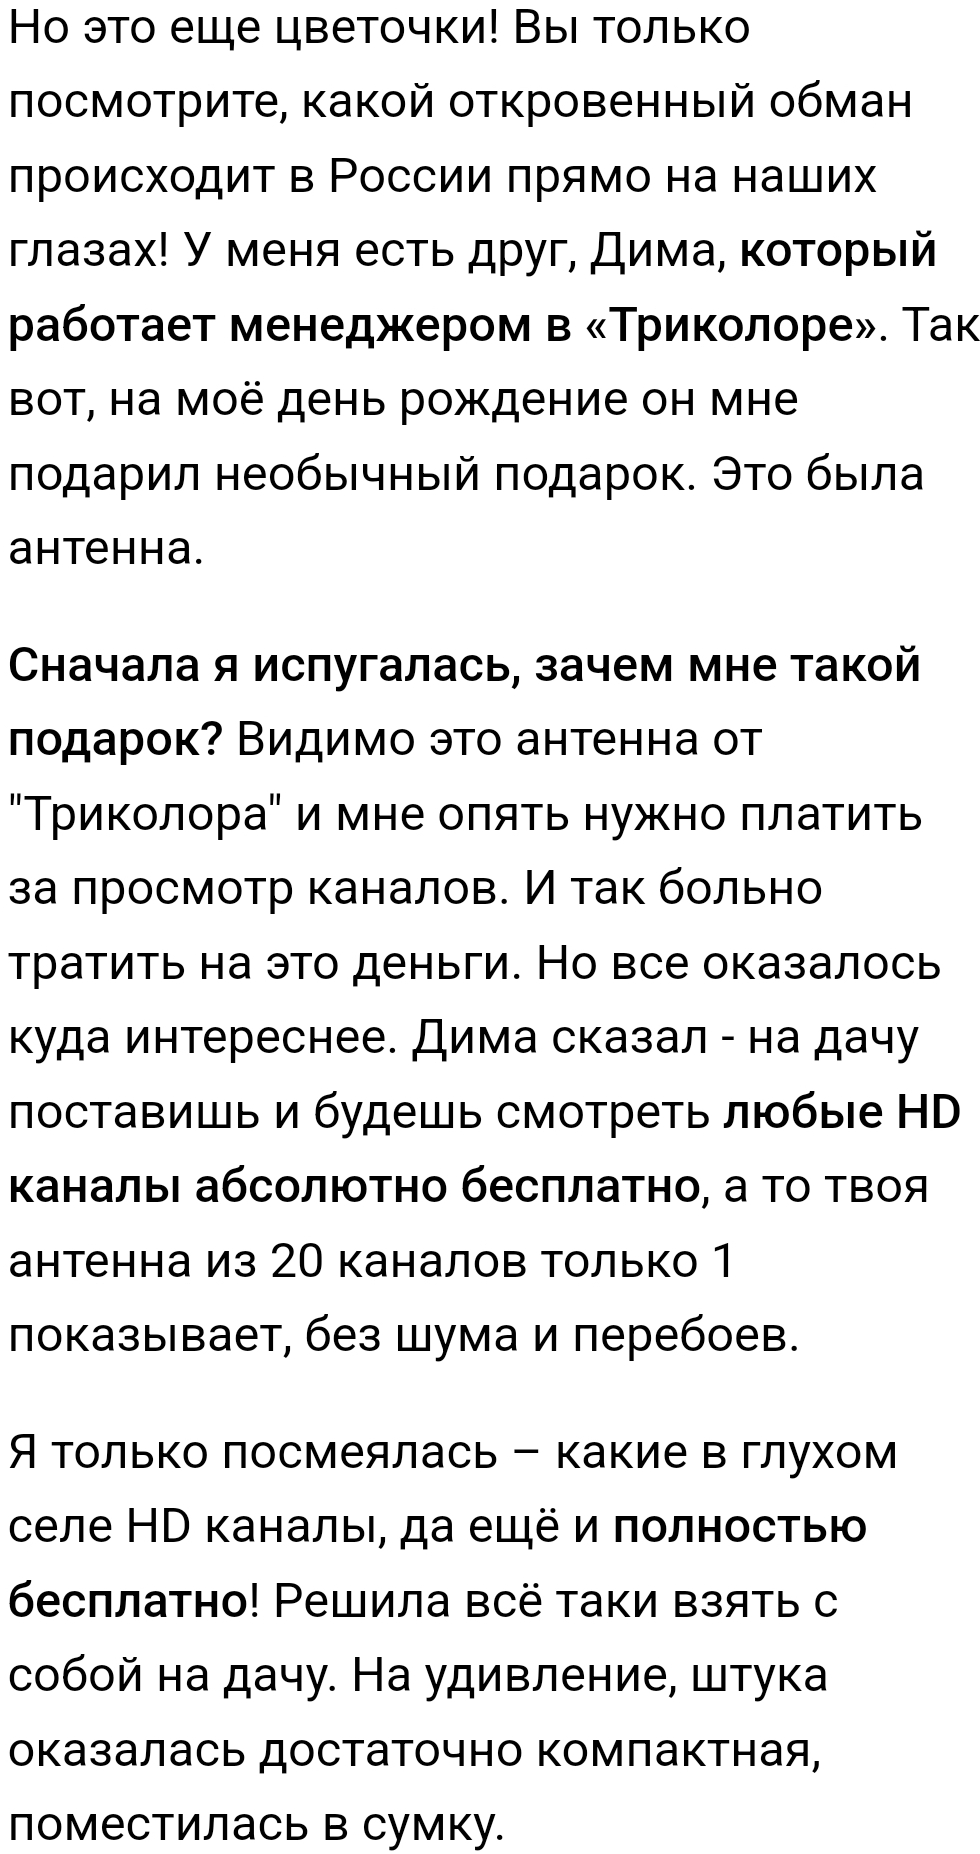 Но это еще цветочки! Вы только
посмотрите, какой откровенный обман
происходит в России прямо на наших
глазах! У меня есть друг, Дима, который
работает менеджером в «Триколоре». Так
вот, на моё день рождение он мне
подарил необычный подарок. Это была
антенна.
Сначала я испугалась, зачем мне такой
подарок? Видимо это антенна от
"Триколора" и мне опять нужно платить
за просмотр каналов. И так больно
тратить на это деньги. Но все оказалось
куда интереснее. Дима сказал - на дачу
поставишь и будешь смотреть любые HD
каналы абсолютно бесплатно, а то твоя
антенна из 20 каналов только 1
показывает, без шума и перебоев.
Я только посмеялась – какие в глухом
селе HD каналы, да ещё и полностью
бесплатно! Решила всё таки взять с
собой на дачу. На удивление, штука
оказалась достаточно компактная,
поместилась в сумку.